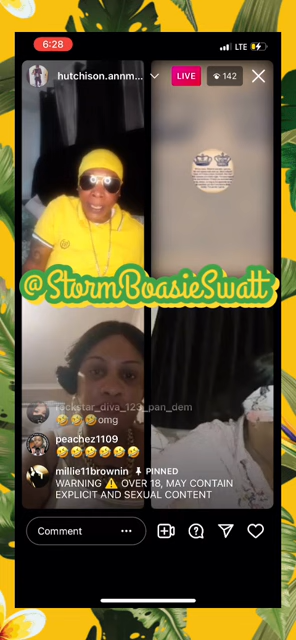 6:28
LTE
hutchison.annm...
LIVE
142
@StormBoasieSwatt
r3ckstar_diva_123_pan_dem
🤣🤣🤣omg
peachez1109
🤣🤣🤣🤣🤣🤣
millie11brownin PINNED
WARNING ⚠️ OVER 18, MAY CONTAIN
EXPLICIT AND SEXUAL CONTENT
Comment